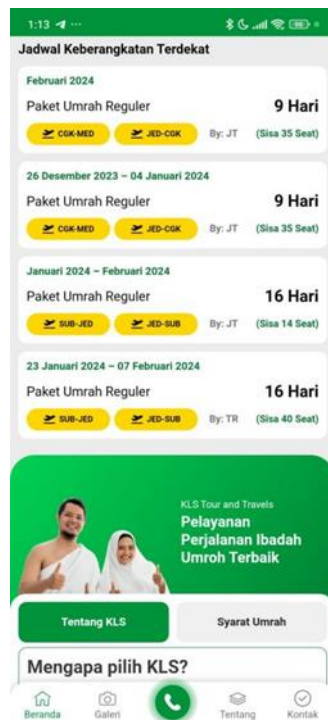 1:13
Jadwal Keberangkatan Terdekat
Februari 2024
Paket Umrah Reguler
9 Hari
CGK-MED
JED-CGK
By: JT
(Sisa 35 Seat)
26 Desember 2023 – 04 Januari 2024
Paket Umrah Reguler
9 Hari
CGK-MED
JED-CGK
By: JT
(Sisa 35 Seat)
Januari 2024 – Februari 2024
Paket Umrah Reguler
16 Hari
SUB-JED
JED-SUB
By: JT
(Sisa 14 Seat)
23 Januari 2024 – 07 Februari 2024
Paket Umrah Reguler
16 Hari
SUB-JED
JED-SUB
By: TR
(Sisa 40 Seat)
KLS Tour and Travels
Pelayanan
Perjalanan Ibadah
Umroh Terbaik
Tentang KLS
Syarat Umrah
Mengapa pilih KLS?
Beranda
Galeri
Tentang
Kontak